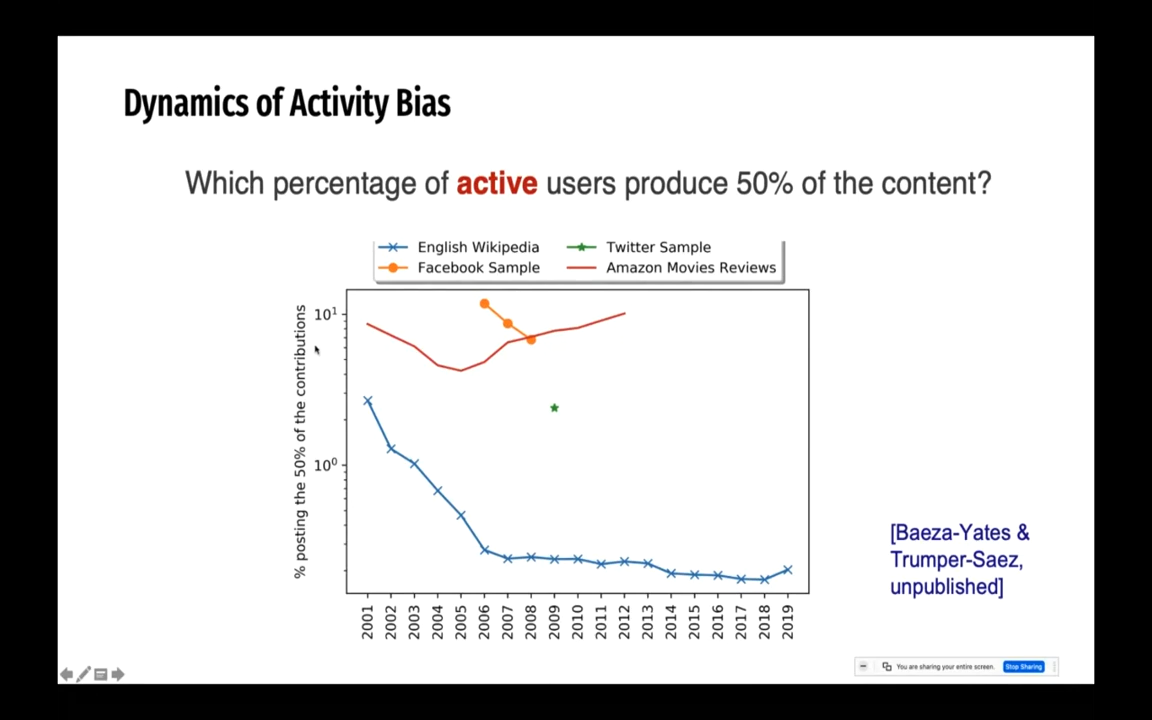 Dynamics of Activity Bias
Which percentage of active users produce 50% of the content?
English Wikipedia
Twitter Sample
Facebook Sample
Amazon Movies Reviews
% posting the 50% of the contributions
10¹
10⁰
2001
2002
2003
2004
2005
2006
2007
2008
2009
2010
2011
2012
2013
2014
2015
2016
2017
2018
2019
[Baeza-Yates &
Trumper-Saez,
unpublished]
You are sharing your entire screen.
Stop Sharing